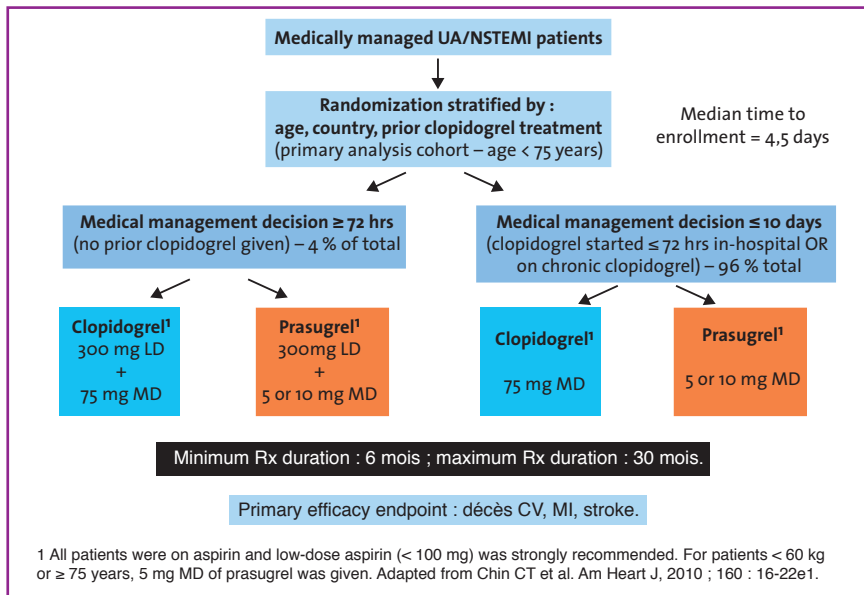 Medically managed UA/NSTEMI patients
Randomization stratified by :
age, country, prior clopidogrel treatment
(primary analysis cohort – age < 75 years)
Median time to
enrollment = 4,5 days
Medical management decision ≥ 72 hrs
(no prior clopidogrel given) – 4 % of total
Medical management decision ≤ 10 days
(clopidogrel started ≤ 72 hrs in-hospital OR
on chronic clopidogrel) – 96 % total
Clopidogrel¹
300 mg LD
+
75 mg MD
Prasugrel¹
300mg LD
+
5 or 10 mg MD
Clopidogrel¹
75 mg MD
Prasugrel¹
5 or 10 mg MD
Minimum Rx duration : 6 mois ; maximum Rx duration : 30 mois.
Primary efficacy endpoint : décès CV, MI, stroke.
1 All patients were on aspirin and low-dose aspirin (< 100 mg) was strongly recommended. For patients < 60 kg
or ≥ 75 years, 5 mg MD of prasugrel was given. Adapted from Chin CT et al. Am Heart J, 2010 ; 160 : 16-22e1.